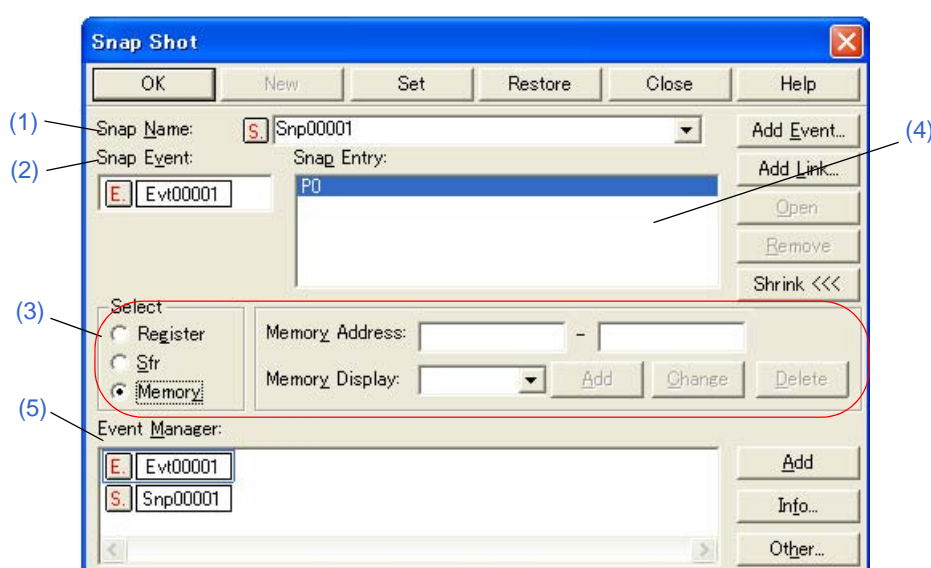 Snap Shot
OK New Set Restore Close Help
(1) Snap Name: S. Snp00001 Add Event...
(2) Snap Event: Snap Entry: (4)
E. Evt00001 P0 Add Link...
Open
Remove
Shrink <<<
(3) Select
Register Memory Address: -
Sfr
Memory Memory Display: Add Change Delete
(5) Event Manager:
E. Evt00001 Add
S. Snp00001 Info...
Other...